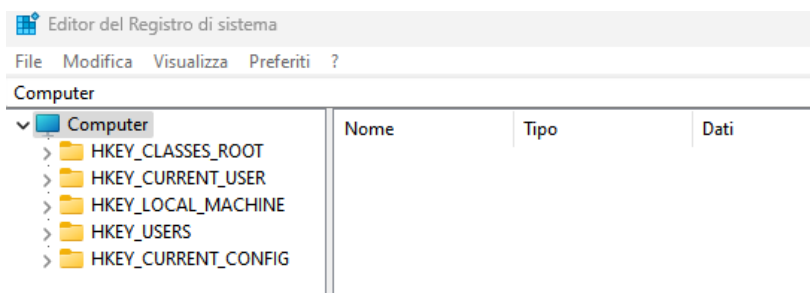 Editor del Registro di sistema
File Modifica Visualizza Preferiti ?
Computer
Computer
Nome Tipo Dati
HKEY_CLASSES_ROOT
HKEY_CURRENT_USER
HKEY_LOCAL_MACHINE
HKEY_USERS
HKEY_CURRENT_CONFIG